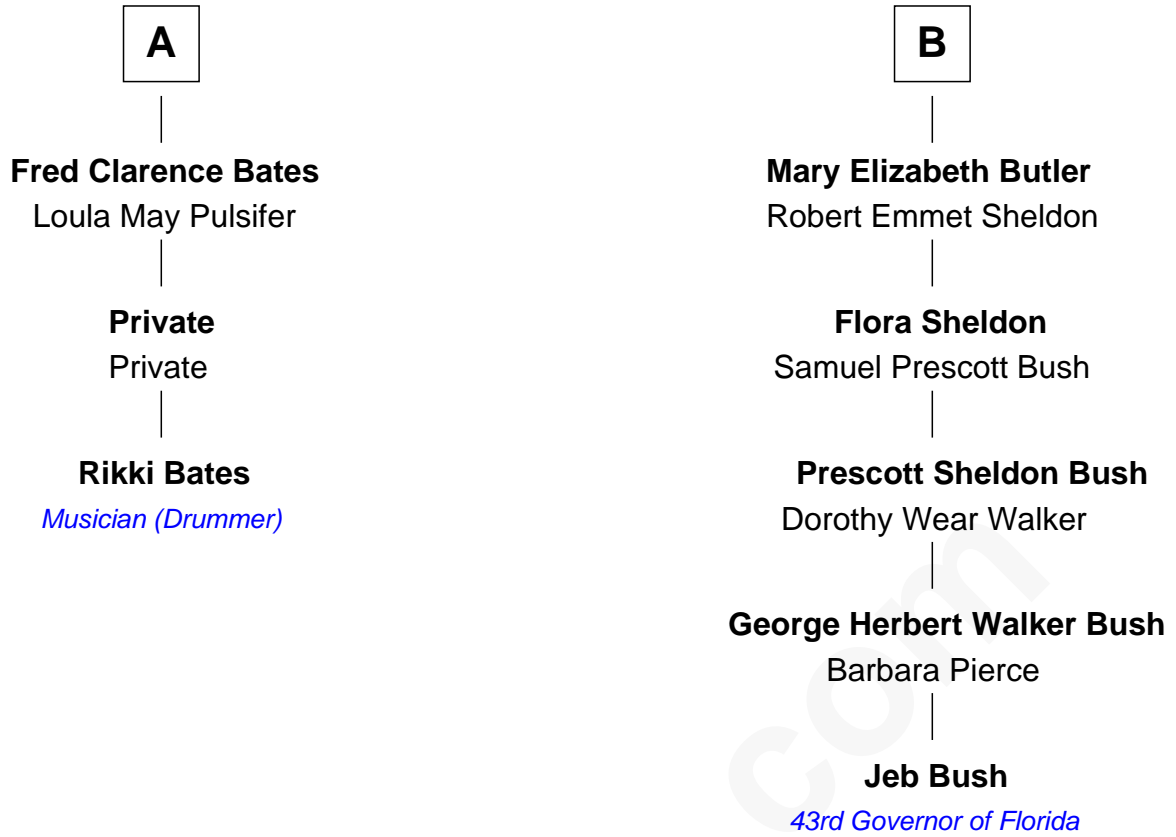 A
Fred Clarence Bates
Loula May Pulsifer
Private
Private
Rikki Bates
Musician (Drummer)
B
Mary Elizabeth Butler
Robert Emmet Sheldon
Flora Sheldon
Samuel Prescott Bush
Prescott Sheldon Bush
Dorothy Wear Walker
George Herbert Walker Bush
Barbara Pierce
Jeb Bush
43rd Governor of Florida
com